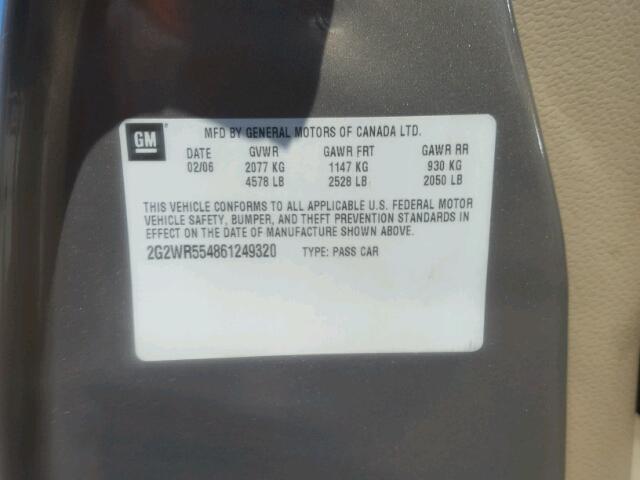 GM MFD BY GENERAL MOTORS OF CANADA LTD.
DATE GVWR GAWR FRT GAWR RR
02/06 2077 KG 1147 KG 930 KG
4578 LB 2528 LB 2050 LB
THIS VEHICLE CONFORMS TO ALL APPLICABLE U.S. FEDERAL MOTOR
VEHICLE SAFETY, BUMPER, AND THEFT PREVENTION STANDARDS IN
EFFECT ON THE DATE OF MANUFACTURE SHOWN ABOVE.
2G2WR554861249320 TYPE: PASS CAR